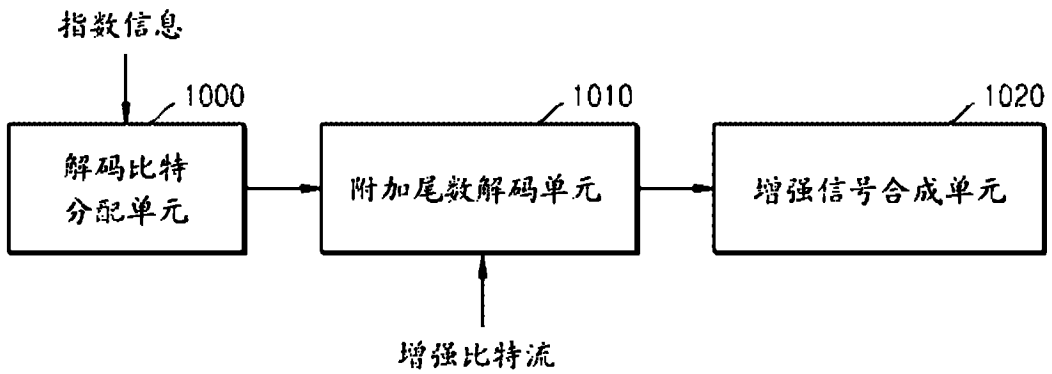 指数信息
1000
1010
1020
解码比特
分配单元
附加尾数解码单元
增强信号合成单元
增强比特流